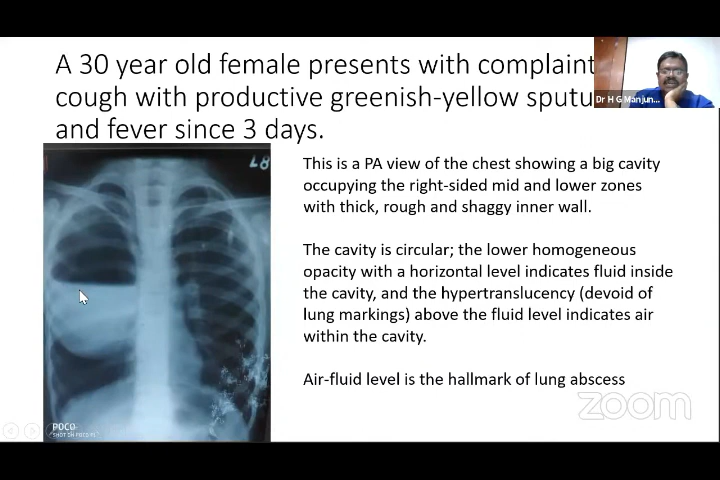 A 30 year old female presents with complaint
cough with productive greenish-yellow sputu
and fever since 3 days.
Dr H G Manjun...
This is a PA view of the chest showing a big cavity
occupying the right-sided mid and lower zones
with thick, rough and shaggy inner wall.
The cavity is circular; the lower homogeneous
opacity with a horizontal level indicates fluid inside
the cavity, and the hypertranslucency (devoid of
lung markings) above the fluid level indicates air
within the cavity.
Air-fluid level is the hallmark of lung abscess
POCO
SHOT ON POCO
zoom